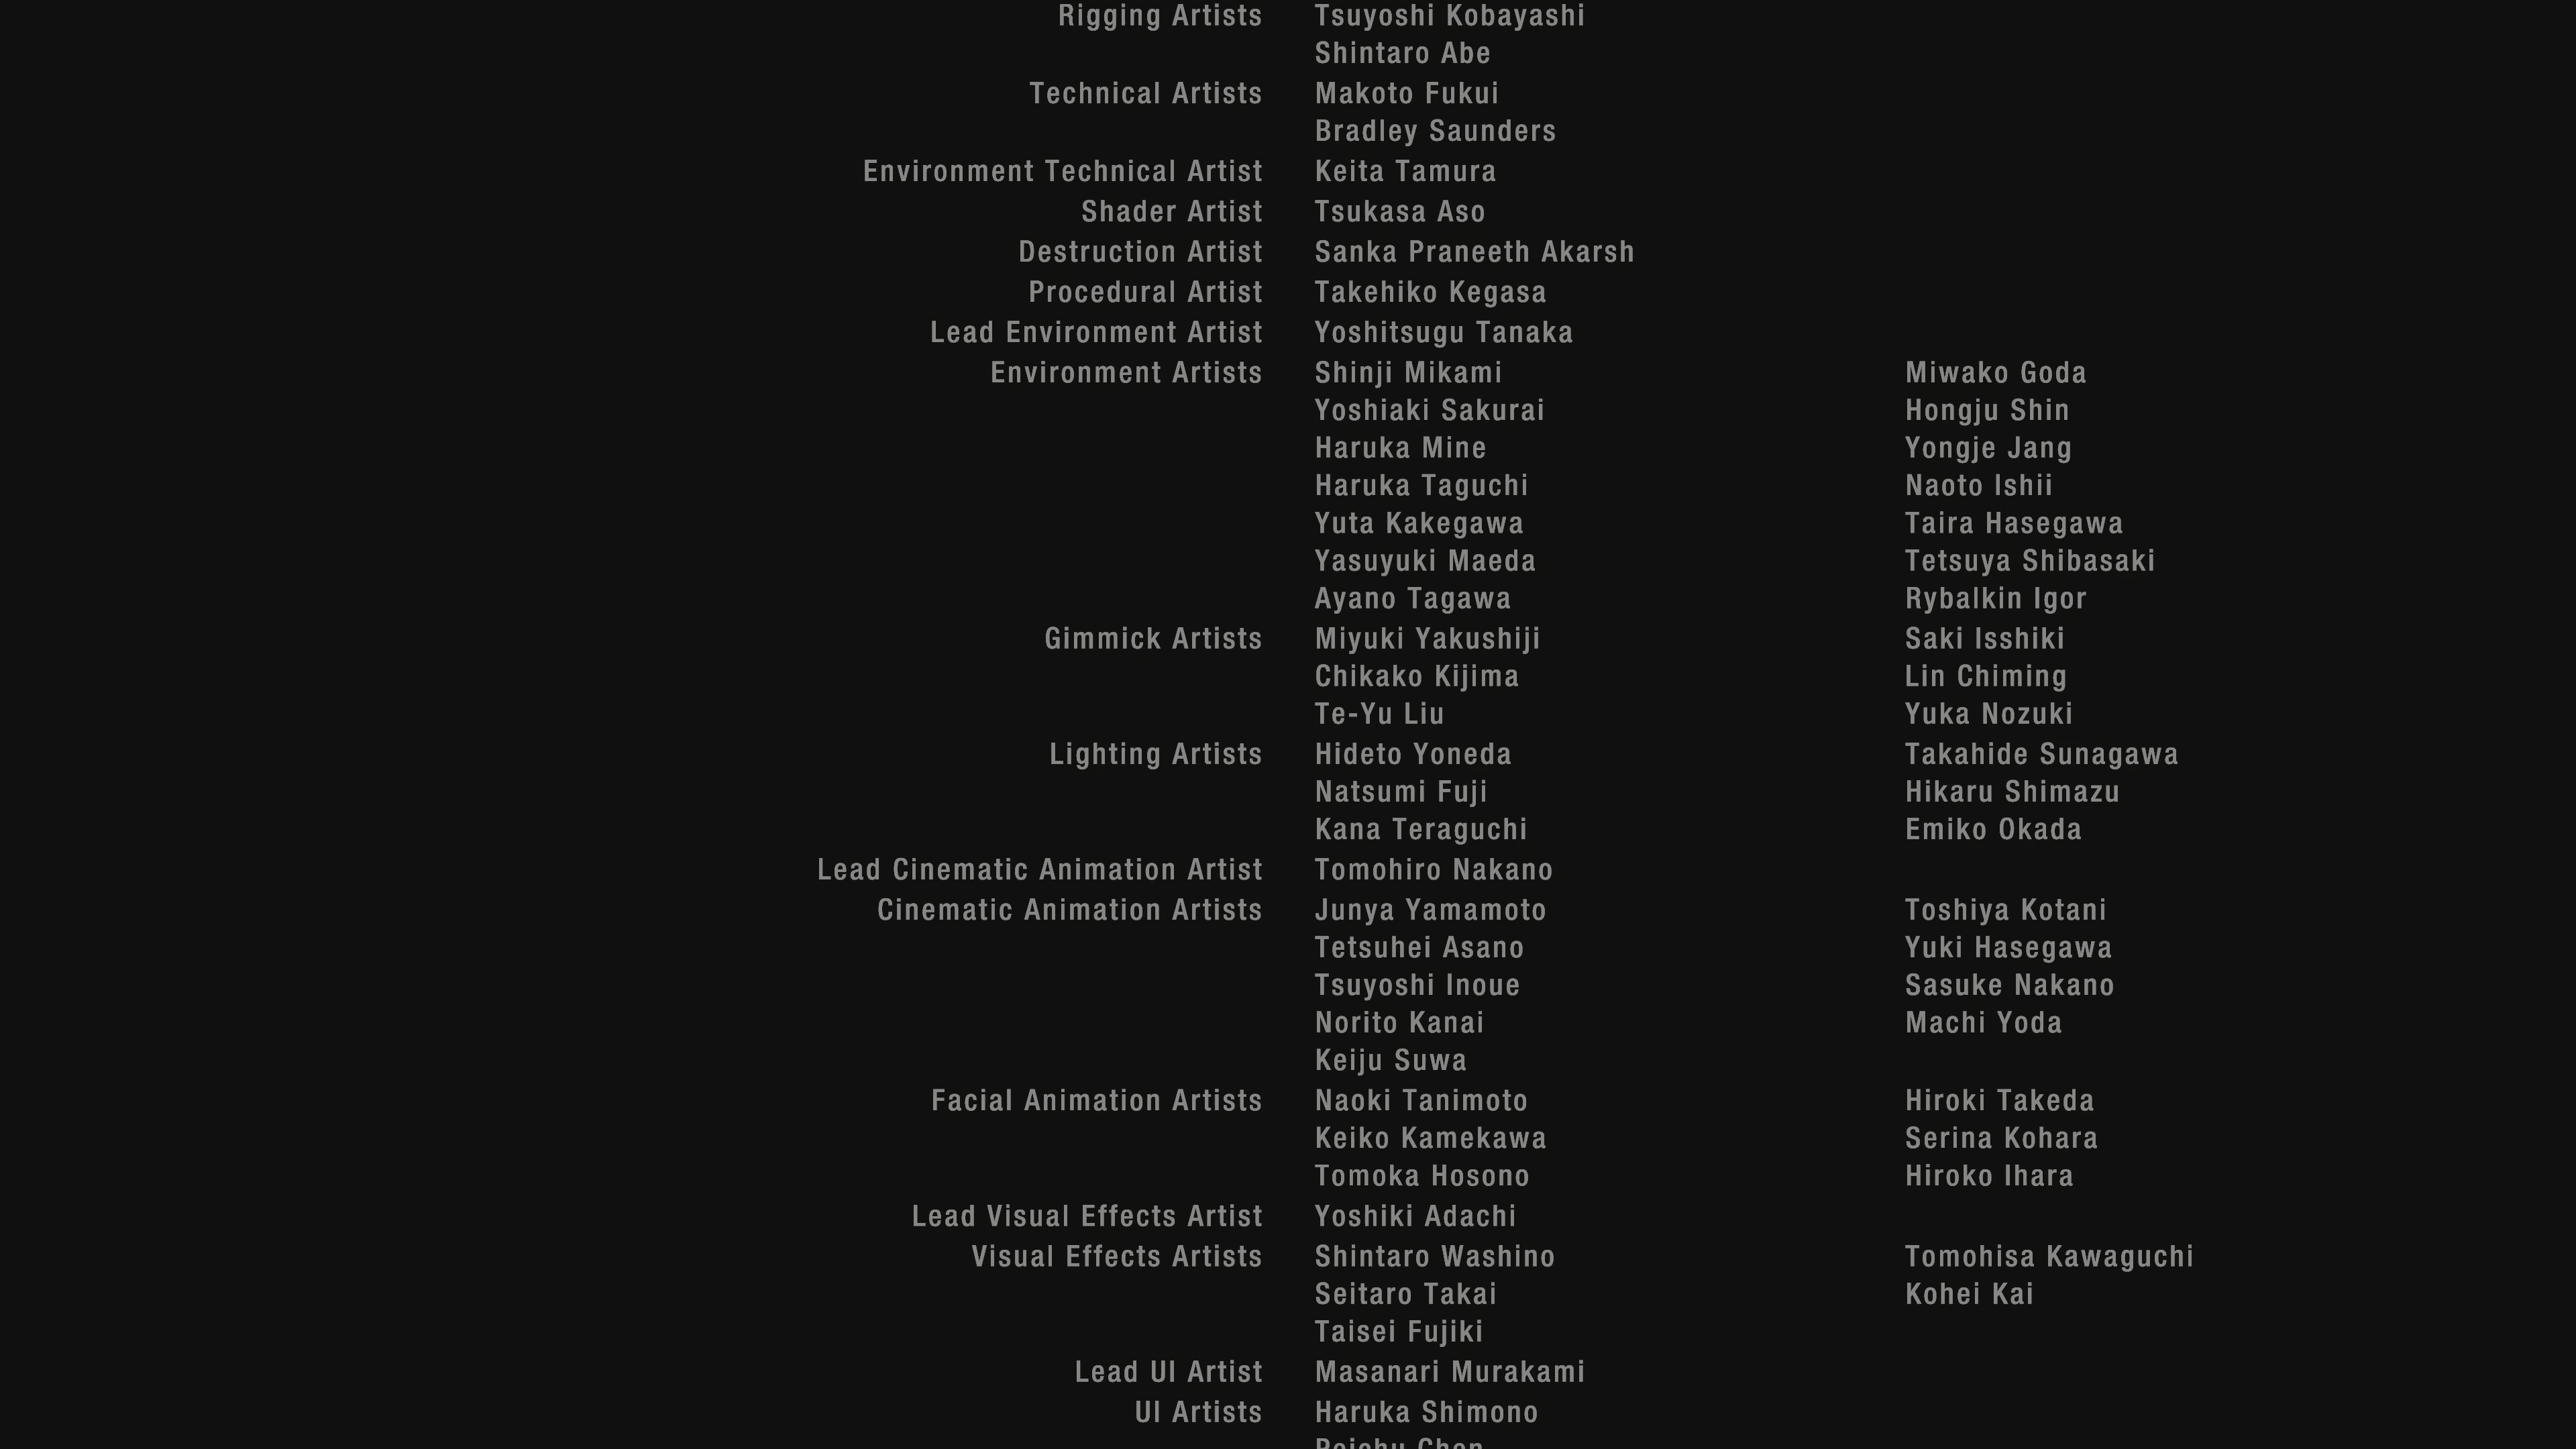 Rigging Artists Tsuyoshi Kobayashi
Shintaro Abe
Technical Artists Makoto Fukui
Bradley Saunders
Environment Technical Artist Keita Tamura
Shader Artist Tsukasa Aso
Destruction Artist Sanka Praneeth Akarsh
Procedural Artist Takehiko Kegasa
Lead Environment Artist Yoshitsugu Tanaka
Environment Artists Shinji Mikami Miwako Goda
Yoshiaki Sakurai Hongju Shin
Haruka Mine Yongje Jang
Haruka Taguchi Naoto Ishii
Yuta Kakegawa Taira Hasegawa
Yasuyuki Maeda Tetsuya Shibasaki
Ayano Tagawa Rybalkin Igor
Gimmick Artists Miyuki Yakushiji Saki Isshiki
Chikako Kijima Lin Chiming
Te-Yu Liu Yuka Nozuki
Lighting Artists Hideto Yoneda Takahide Sunagawa
Natsumi Fuji Hikaru Shimazu
Kana Teraguchi Emiko Okada
Lead Cinematic Animation Artist Tomohiro Nakano
Cinematic Animation Artists Junya Yamamoto Toshiya Kotani
Tetsuhei Asano Yuki Hasegawa
Tsuyoshi Inoue Sasuke Nakano
Norito Kanai Machi Yoda
Keiju Suwa
Facial Animation Artists Naoki Tanimoto Hiroki Takeda
Keiko Kamekawa Serina Kohara
Tomoka Hosono Hiroko Ihara
Lead Visual Effects Artist Yoshiki Adachi
Visual Effects Artists Shintaro Washino Tomohisa Kawaguchi
Seitaro Takai Kohei Kai
Taisei Fujiki
Lead UI Artist Masanari Murakami
UI Artists Haruka Shimono